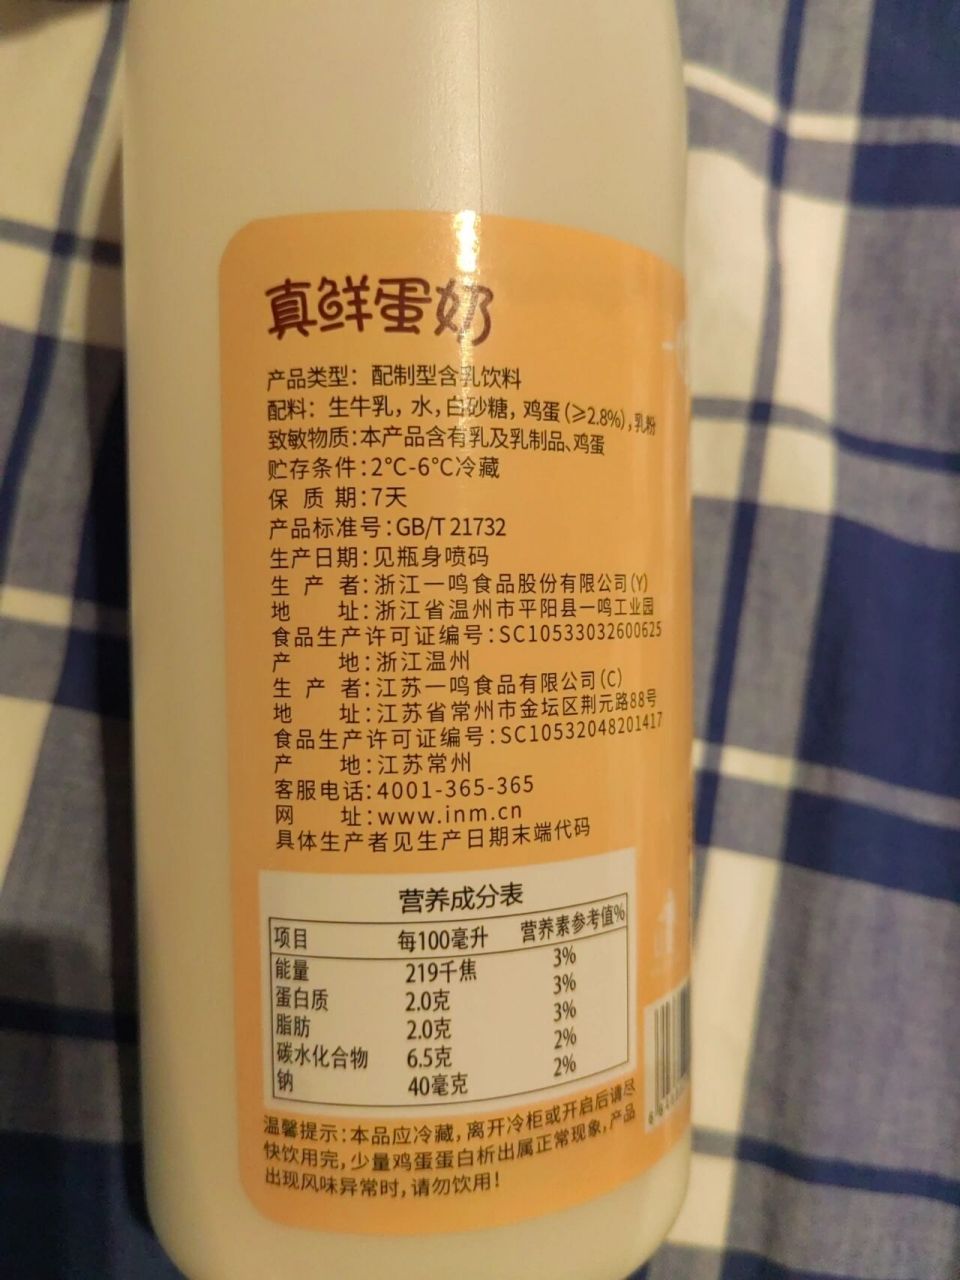 真鲜蛋奶
产品类型：配制型含乳饮料
配料：生牛乳，水，白砂糖，鸡蛋（≥2.8%），乳粉
致敏物质：本产品含有乳及乳制品、鸡蛋
贮存条件：2℃-6℃冷藏
保质期：7天
产品标准号：GB/T 21732
生产日期：见瓶身喷码
生产者：浙江一鸣食品股份有限公司（Y）
地址：浙江省温州市平阳县一鸣工业园
食品生产许可证编号：SC10533032600625
产地：浙江温州
生产者：江苏一鸣食品有限公司（C）
地址：江苏省常州市金坛区荆元路88号
食品生产许可证编号：SC10532048201417
产地：江苏常州
客服电话：4001-365-365
网址：www.inm.cn
具体生产者见生产日期末端代码
营养成分表
项目 每100毫升 营养素参考值%
能量 219千焦 3%
蛋白质 2.0克 3%
脂肪 2.0克 3%
碳水化合物 6.5克 2%
钠 40毫克 2%
温馨提示：本品应冷藏，离开冷柜或开启后请尽
快饮用完，少量鸡蛋蛋白析出属正常现象，产品
出现风味异常时，请勿饮用！